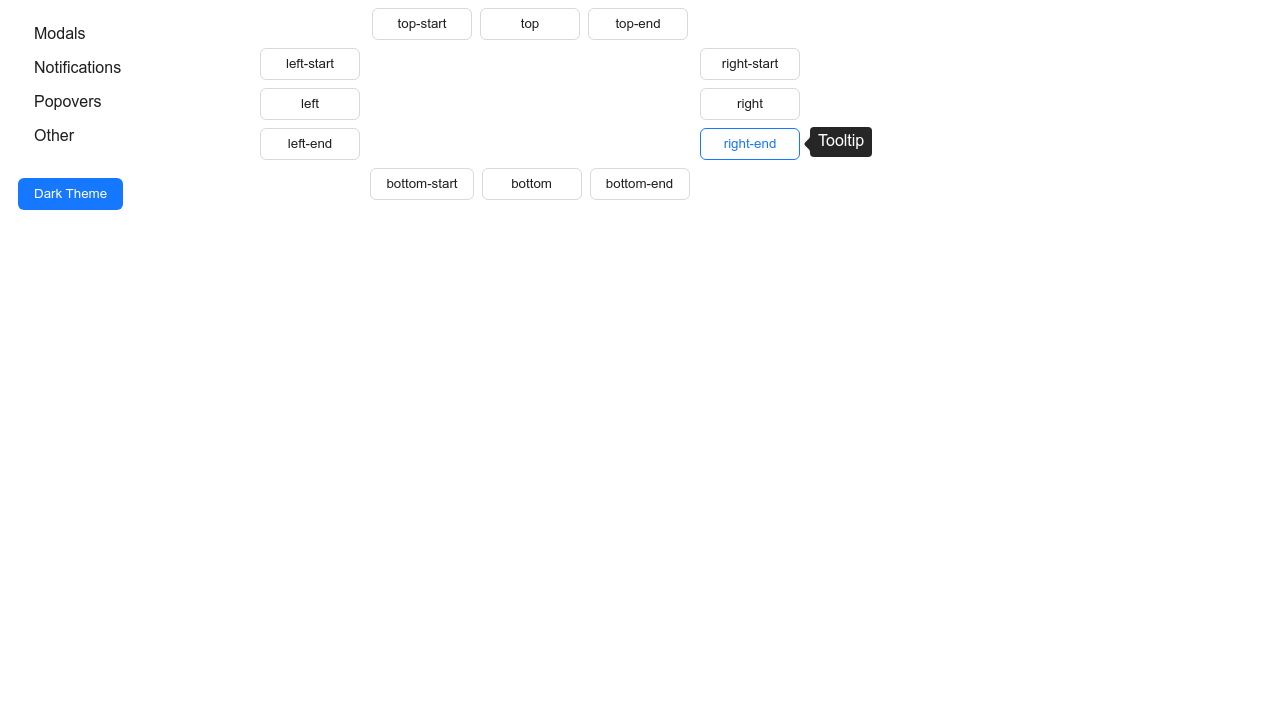 Modals
Notifications
Popovers
Other
Dark Theme
top-start top top-end
left-start right-start
left right
left-end right-end Tooltip
bottom-start bottom bottom-end